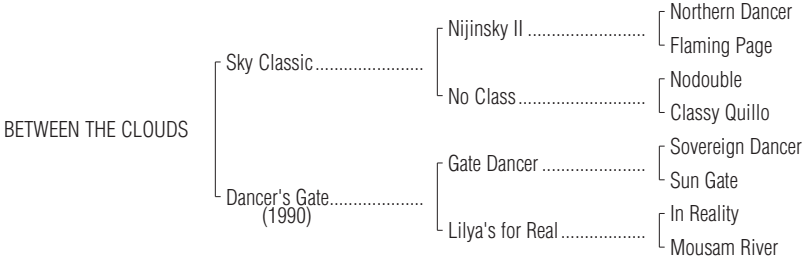 Northern Dancer
Nijinsky II ..........................
Flaming Page
Sky Classic.......................
Nodouble
No Class...........................
Classy Quillo
BETWEEN THE CLOUDS
Sovereign Dancer
Gate Dancer ......................
Sun Gate
Dancer's Gate....................
(1990)
In Reality
Lilya's for Real..................
Mousam River